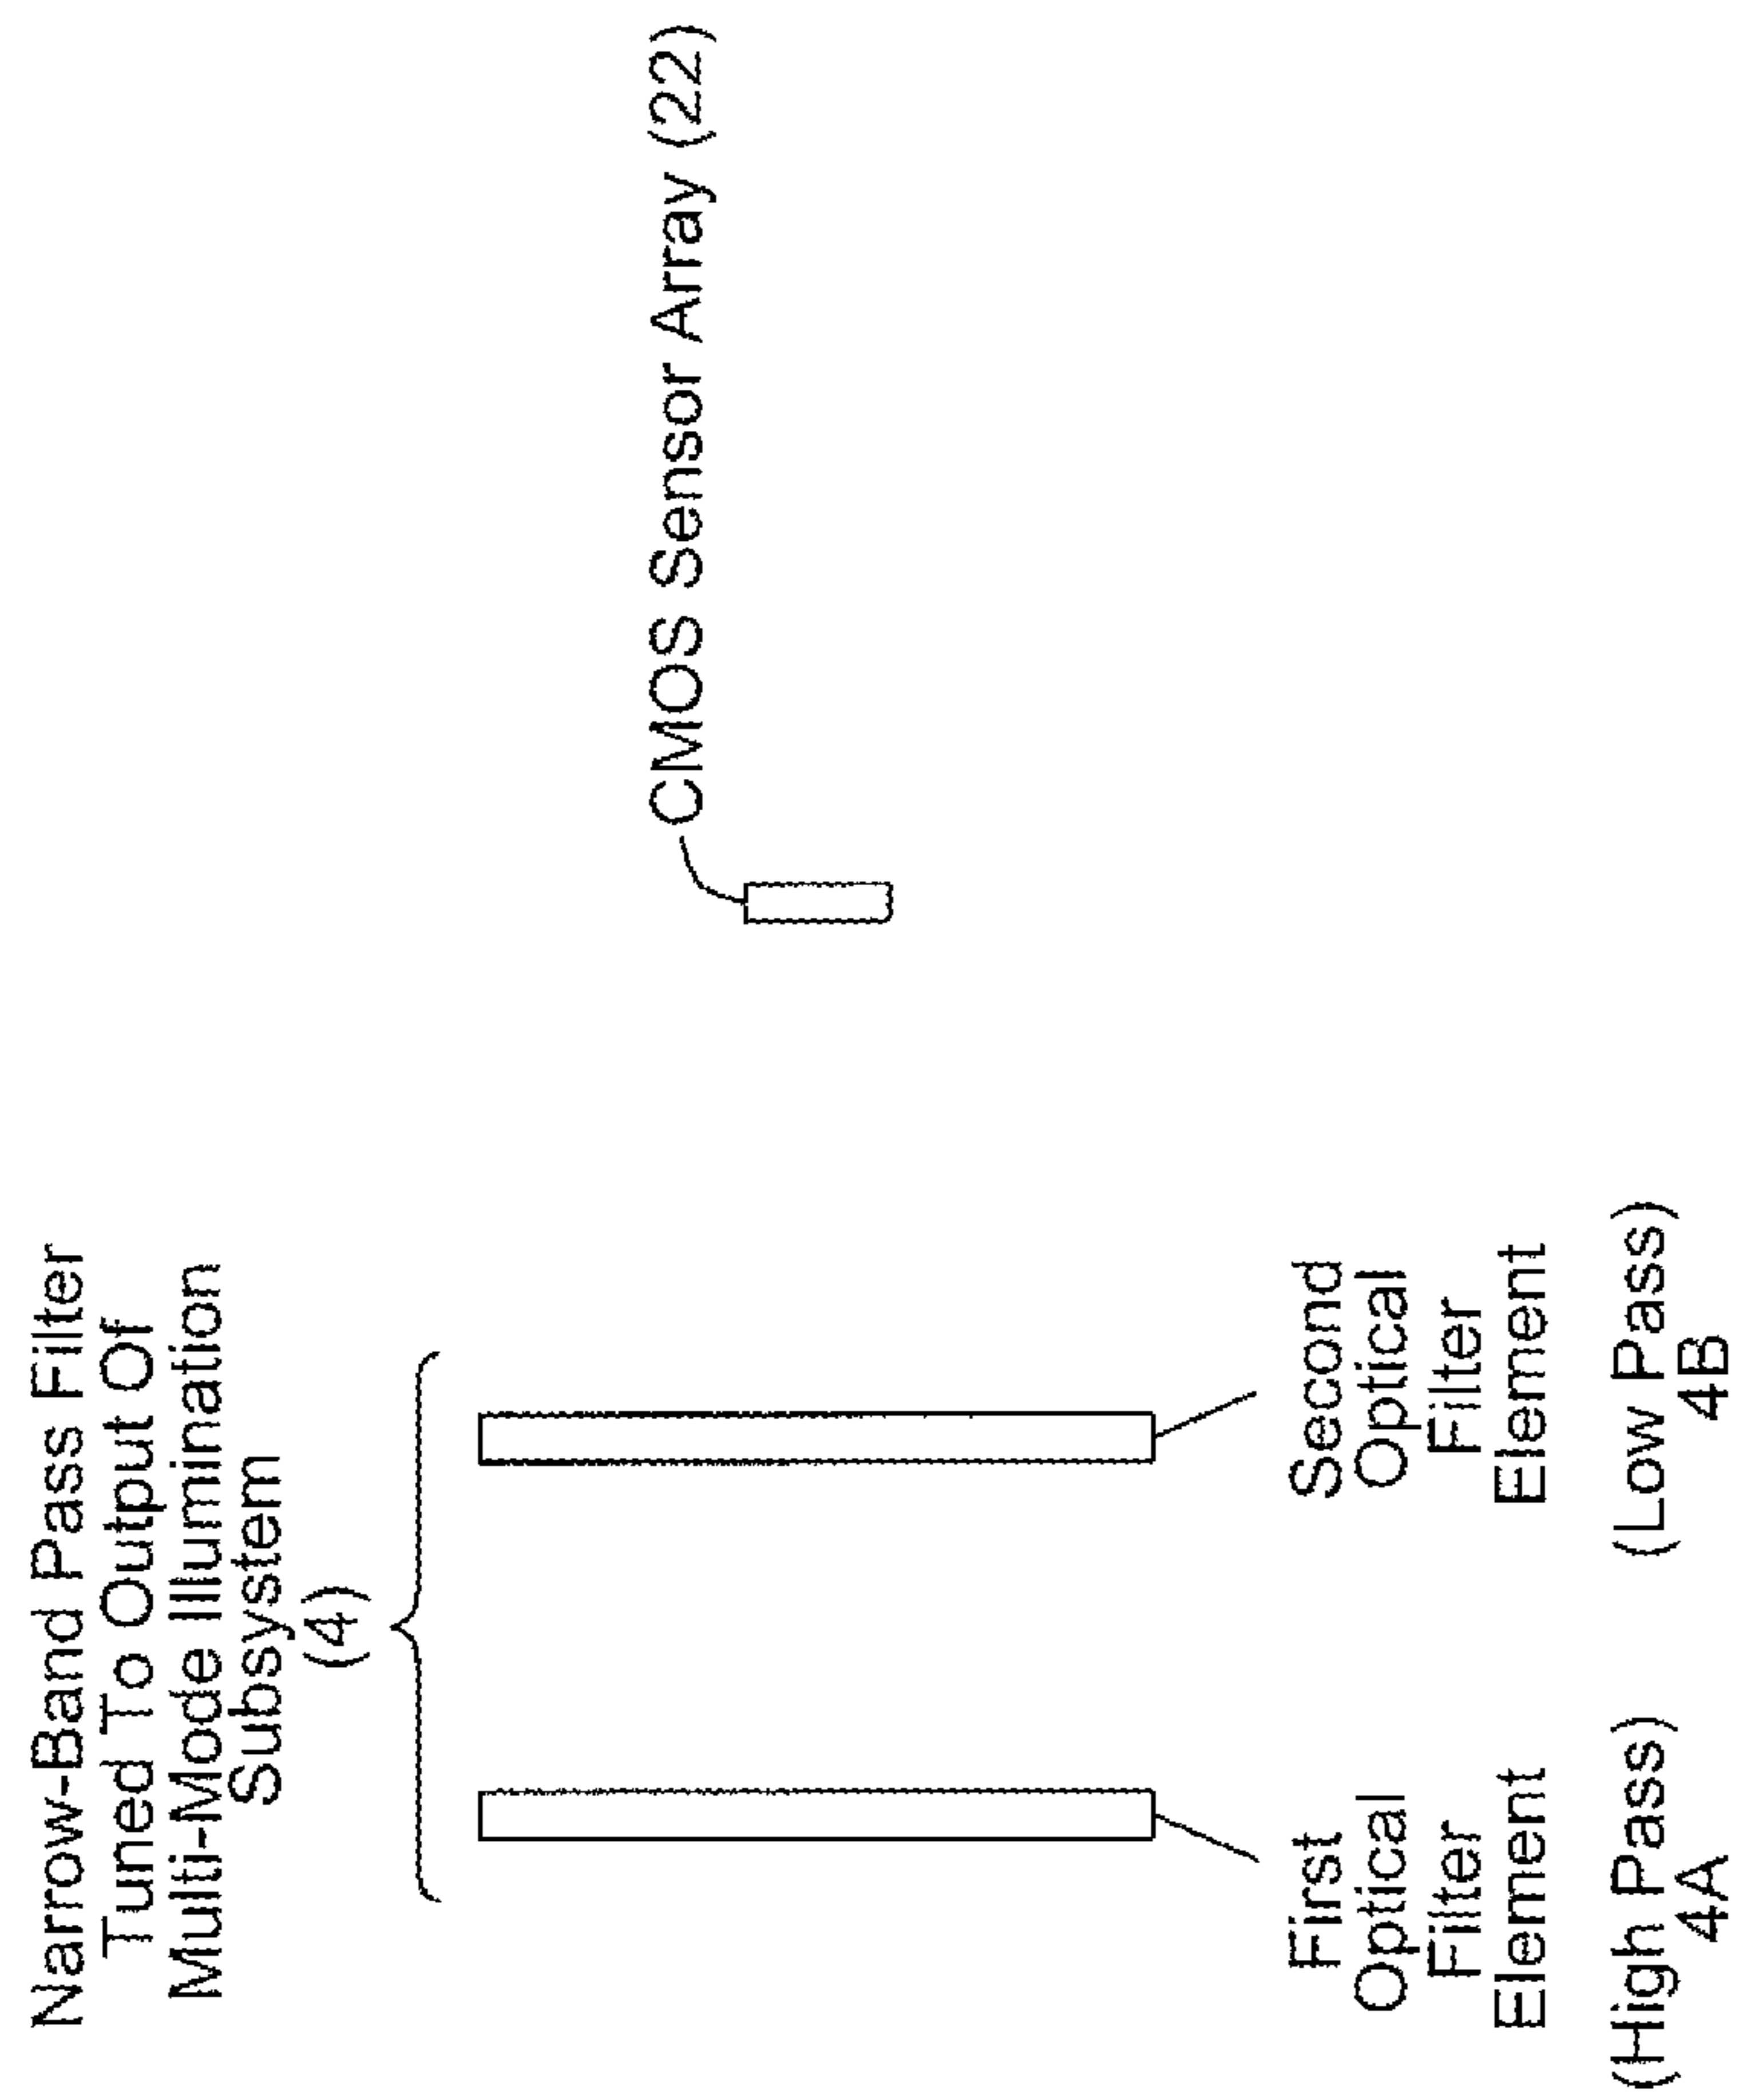 Narrow-Band Pass Filter
Tuned To Output Of
Multi-Mode Illumination
Subsystem
(4)
CMOS Sensor Array (22)
First
Optical
Filter
Element
(High Pass)
4A
Second
Optical
Filter
Element
(Low Pass)
4B